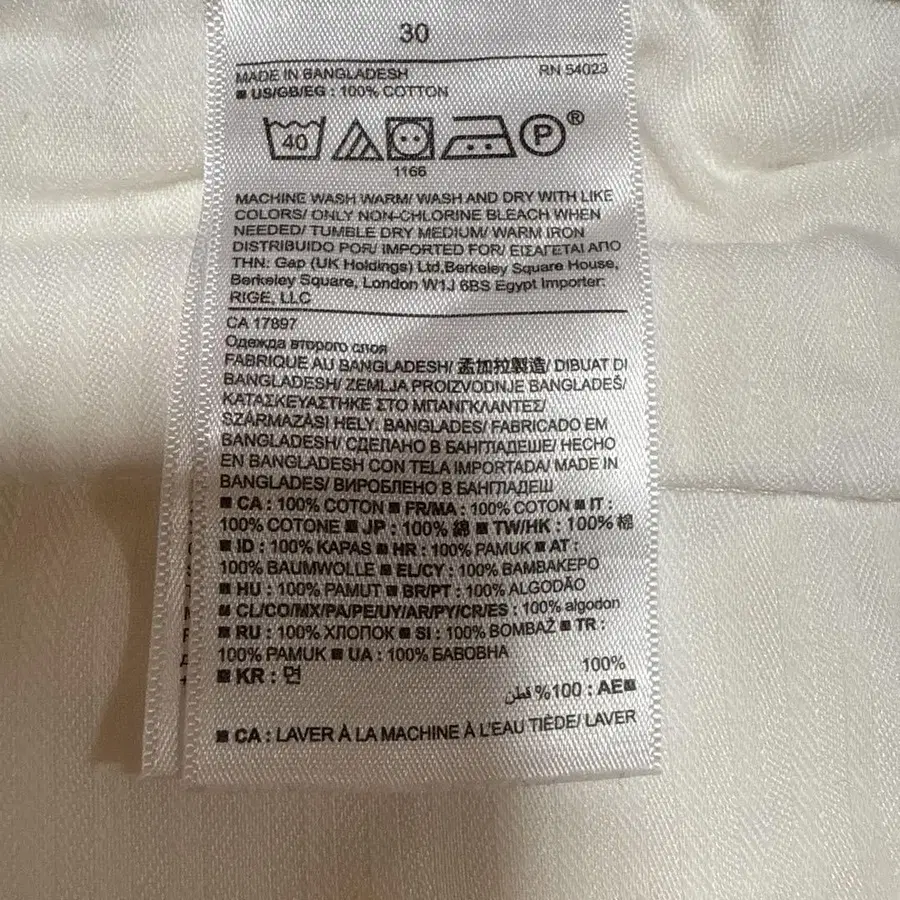 30
MADE IN BANGLADESH RN 54023
■ US/GB/EG : 100% COTTON
40 P ®
1166
MACHINE WASH WARM/ WASH AND DRY WITH LIKE
COLORS/ ONLY NON-CHLORINE BLEACH WHEN
NEEDED/ TUMBLE DRY MEDIUM/ WARM IRON
DISTRIBUIDO POR/ IMPORTED FOR/ ΕΙΣΑΓΕΤΑΙ ΑΠΟ
ΤΗΝ: Gap (UK Holdings) Ltd,Berkeley Square House,
Berkeley Square, London W1J 6BS Egypt Importer:
RIGE, LLC
CA 17897
Одежда второго слоя
FABRIQUE AU BANGLADESH/ 孟加拉製造/ DIBUAT DI
BANGLADESH/ ZEMLJA PROIZVODNJE BANGLADEŠ/
ΚΑΤΑΣΚΕΥΑΣΤΗΚΕ ΣΤΟ ΜΠΑΝΓΚΛΑΝΤΕΣ/
SZÁRMAZÁSI HELY: BANGLADES/ FABRICADO EM
BANGLADESH/ СДЕЛАНО В БАНГЛАДЕШЕ/ HECHO
EN BANGLADESH CON TELA IMPORTADA/ MADE IN
BANGLADES/ ВИРОБЛЕНО В БАНГЛАДЕШ
■ CA : 100% COTON ■ FR/MA : 100% COTON ■ IT :
100% COTONE ■ JP : 100% 綿 ■ TW/HK : 100% 棉
■ ID : 100% KAPAS ■ HR : 100% PAMUK ■ AT :
100% BAUMWOLLE ■ EL/CY : 100% ΒΑΜΒΑΚΕΡΟ
■ HU : 100% PAMUT ■ BR/PT : 100% ALGODÃO
■ CL/CO/MX/PA/PE/UY/AR/PY/CR/ES : 100% algodon
■ RU : 100% ХЛОПОК ■ SI : 100% BOMBAŽ ■ TR :
100% PAMUK ■ UA : 100% БАВОВНА
■ KR : 면 100%
■AE : 100% قطن
■ CA : LAVER À LA MACHINE À L'EAU TIÈDE/ LAVER